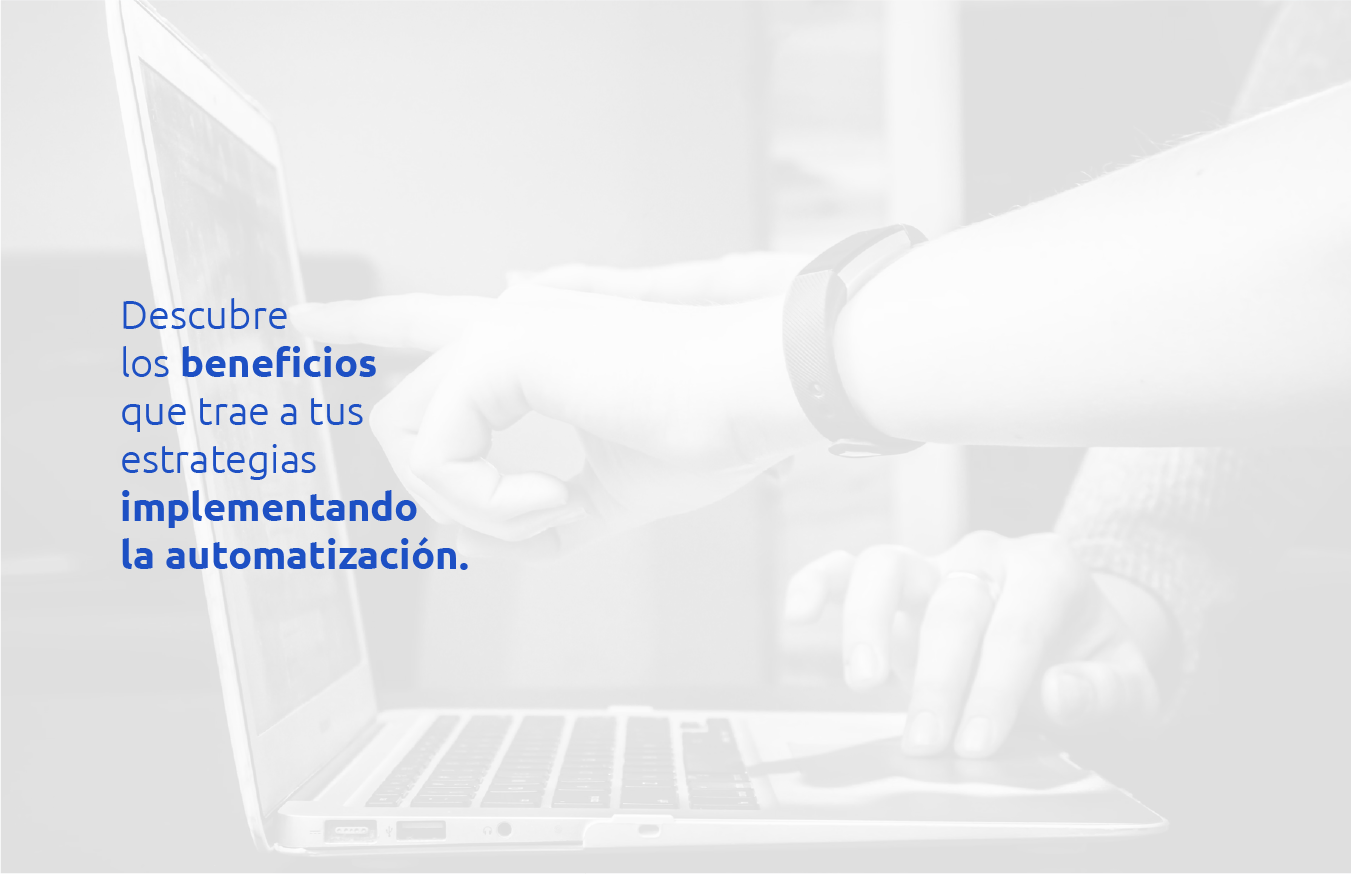 Descubre
los beneficios
que trae a tus
estrategias
implementando
la automatización.